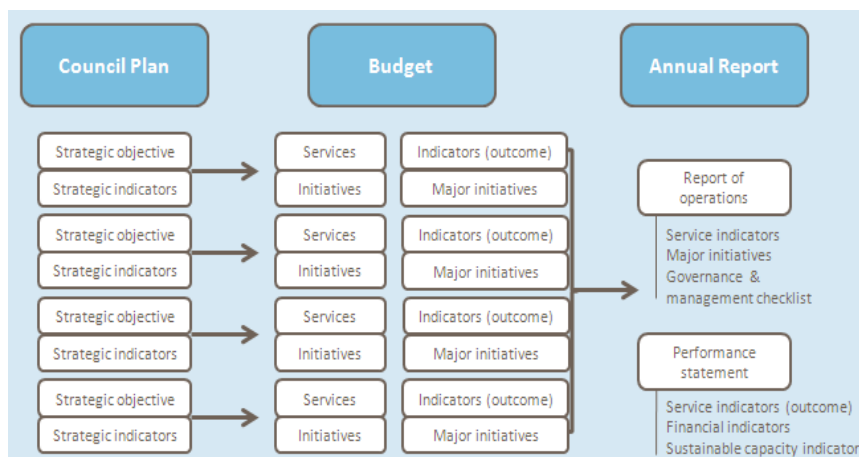 Council Plan
Budget
Annual Report
Strategic objective
Services
Indicators (outcome)
Strategic indicators
Initiatives
Major initiatives
Strategic objective
Services
Indicators (outcome)
Strategic indicators
Initiatives
Major initiatives
Strategic objective
Services
Indicators (outcome)
Strategic indicators
Initiatives
Major initiatives
Strategic objective
Services
Indicators (outcome)
Strategic indicators
Initiatives
Major initiatives
Report of
operations
Service indicators
Major initiatives
Governance &
management checklist
Performance
statement
Service indicators (outcome)
Financial indicators
Sustainable capacity indicator